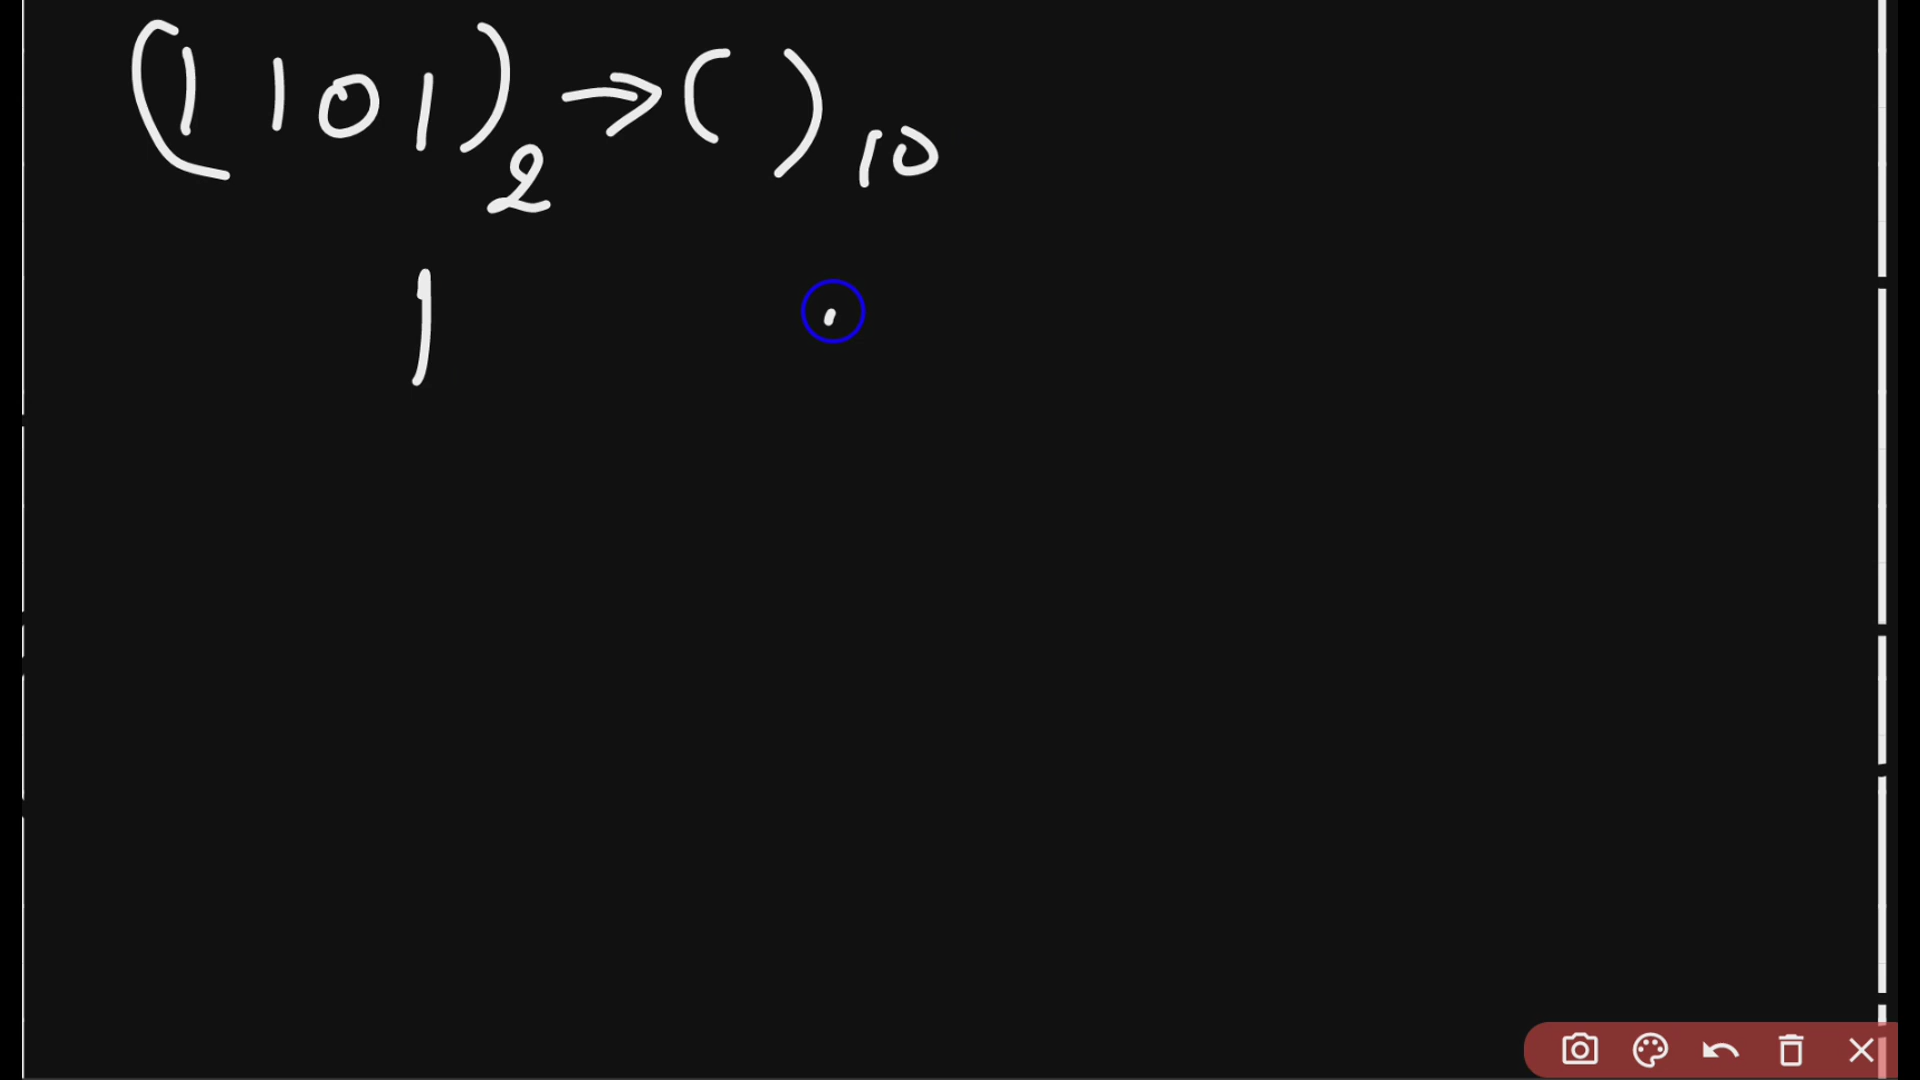 (1101)₂→( )₁₀
1 .